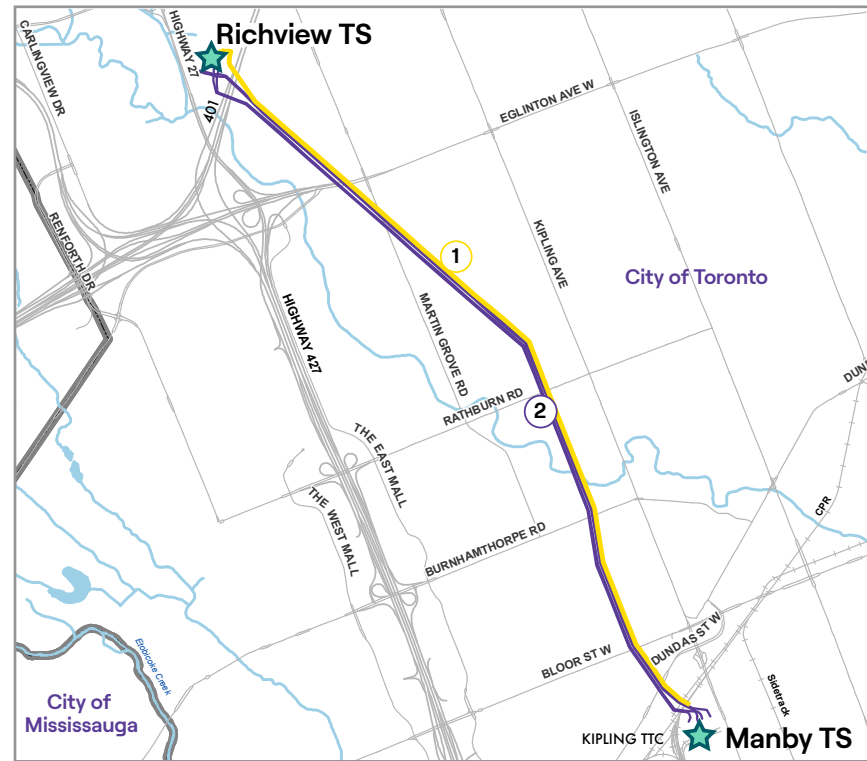 CARLINGVIEW DR
HIGHWAY 27
Richview TS
401
EGLINTON AVE W
ISLINGTON AVE
RENFORTH DR
KIPLING AVE
1
City of Toronto
HIGHWAY 427
MARTIN GROVE RD
RATHBURN RD
2
THE EAST MALL
THE WEST MALL
BURNHAMTHORPE RD
CPR
BLOOR ST W
DUNDAS ST W
Etobicoke Creek
Sidetrack
City of
Mississauga
KIPLING TTC
Manby TS